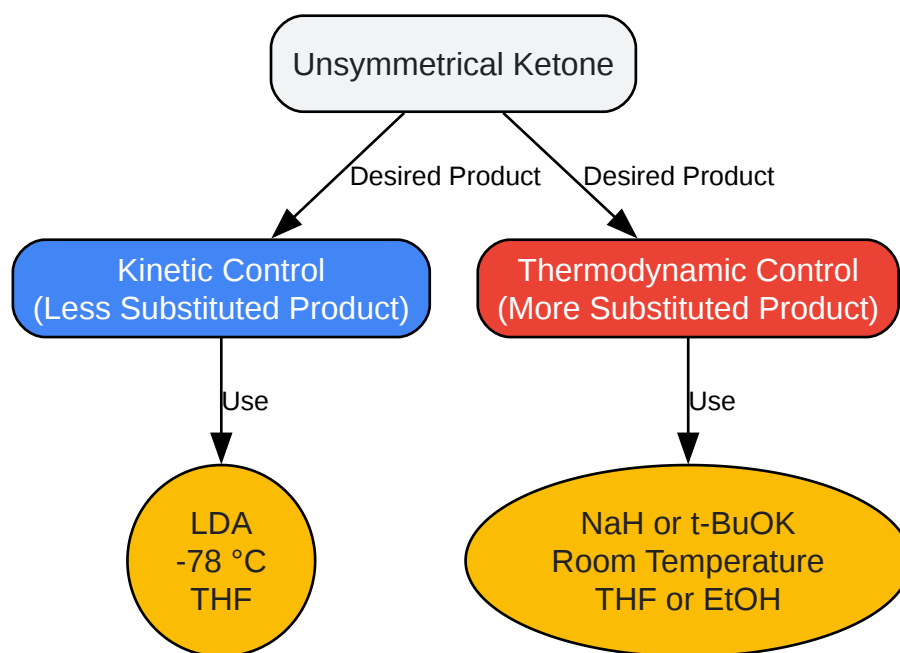 Unsymmetrical Ketone
Desired Product
Desired Product
Kinetic Control
(Less Substituted Product)
Thermodynamic Control
(More Substituted Product)
Use
Use
LDA
-78 °C
THF
NaH or t-BuOK
Room Temperature
THF or EtOH